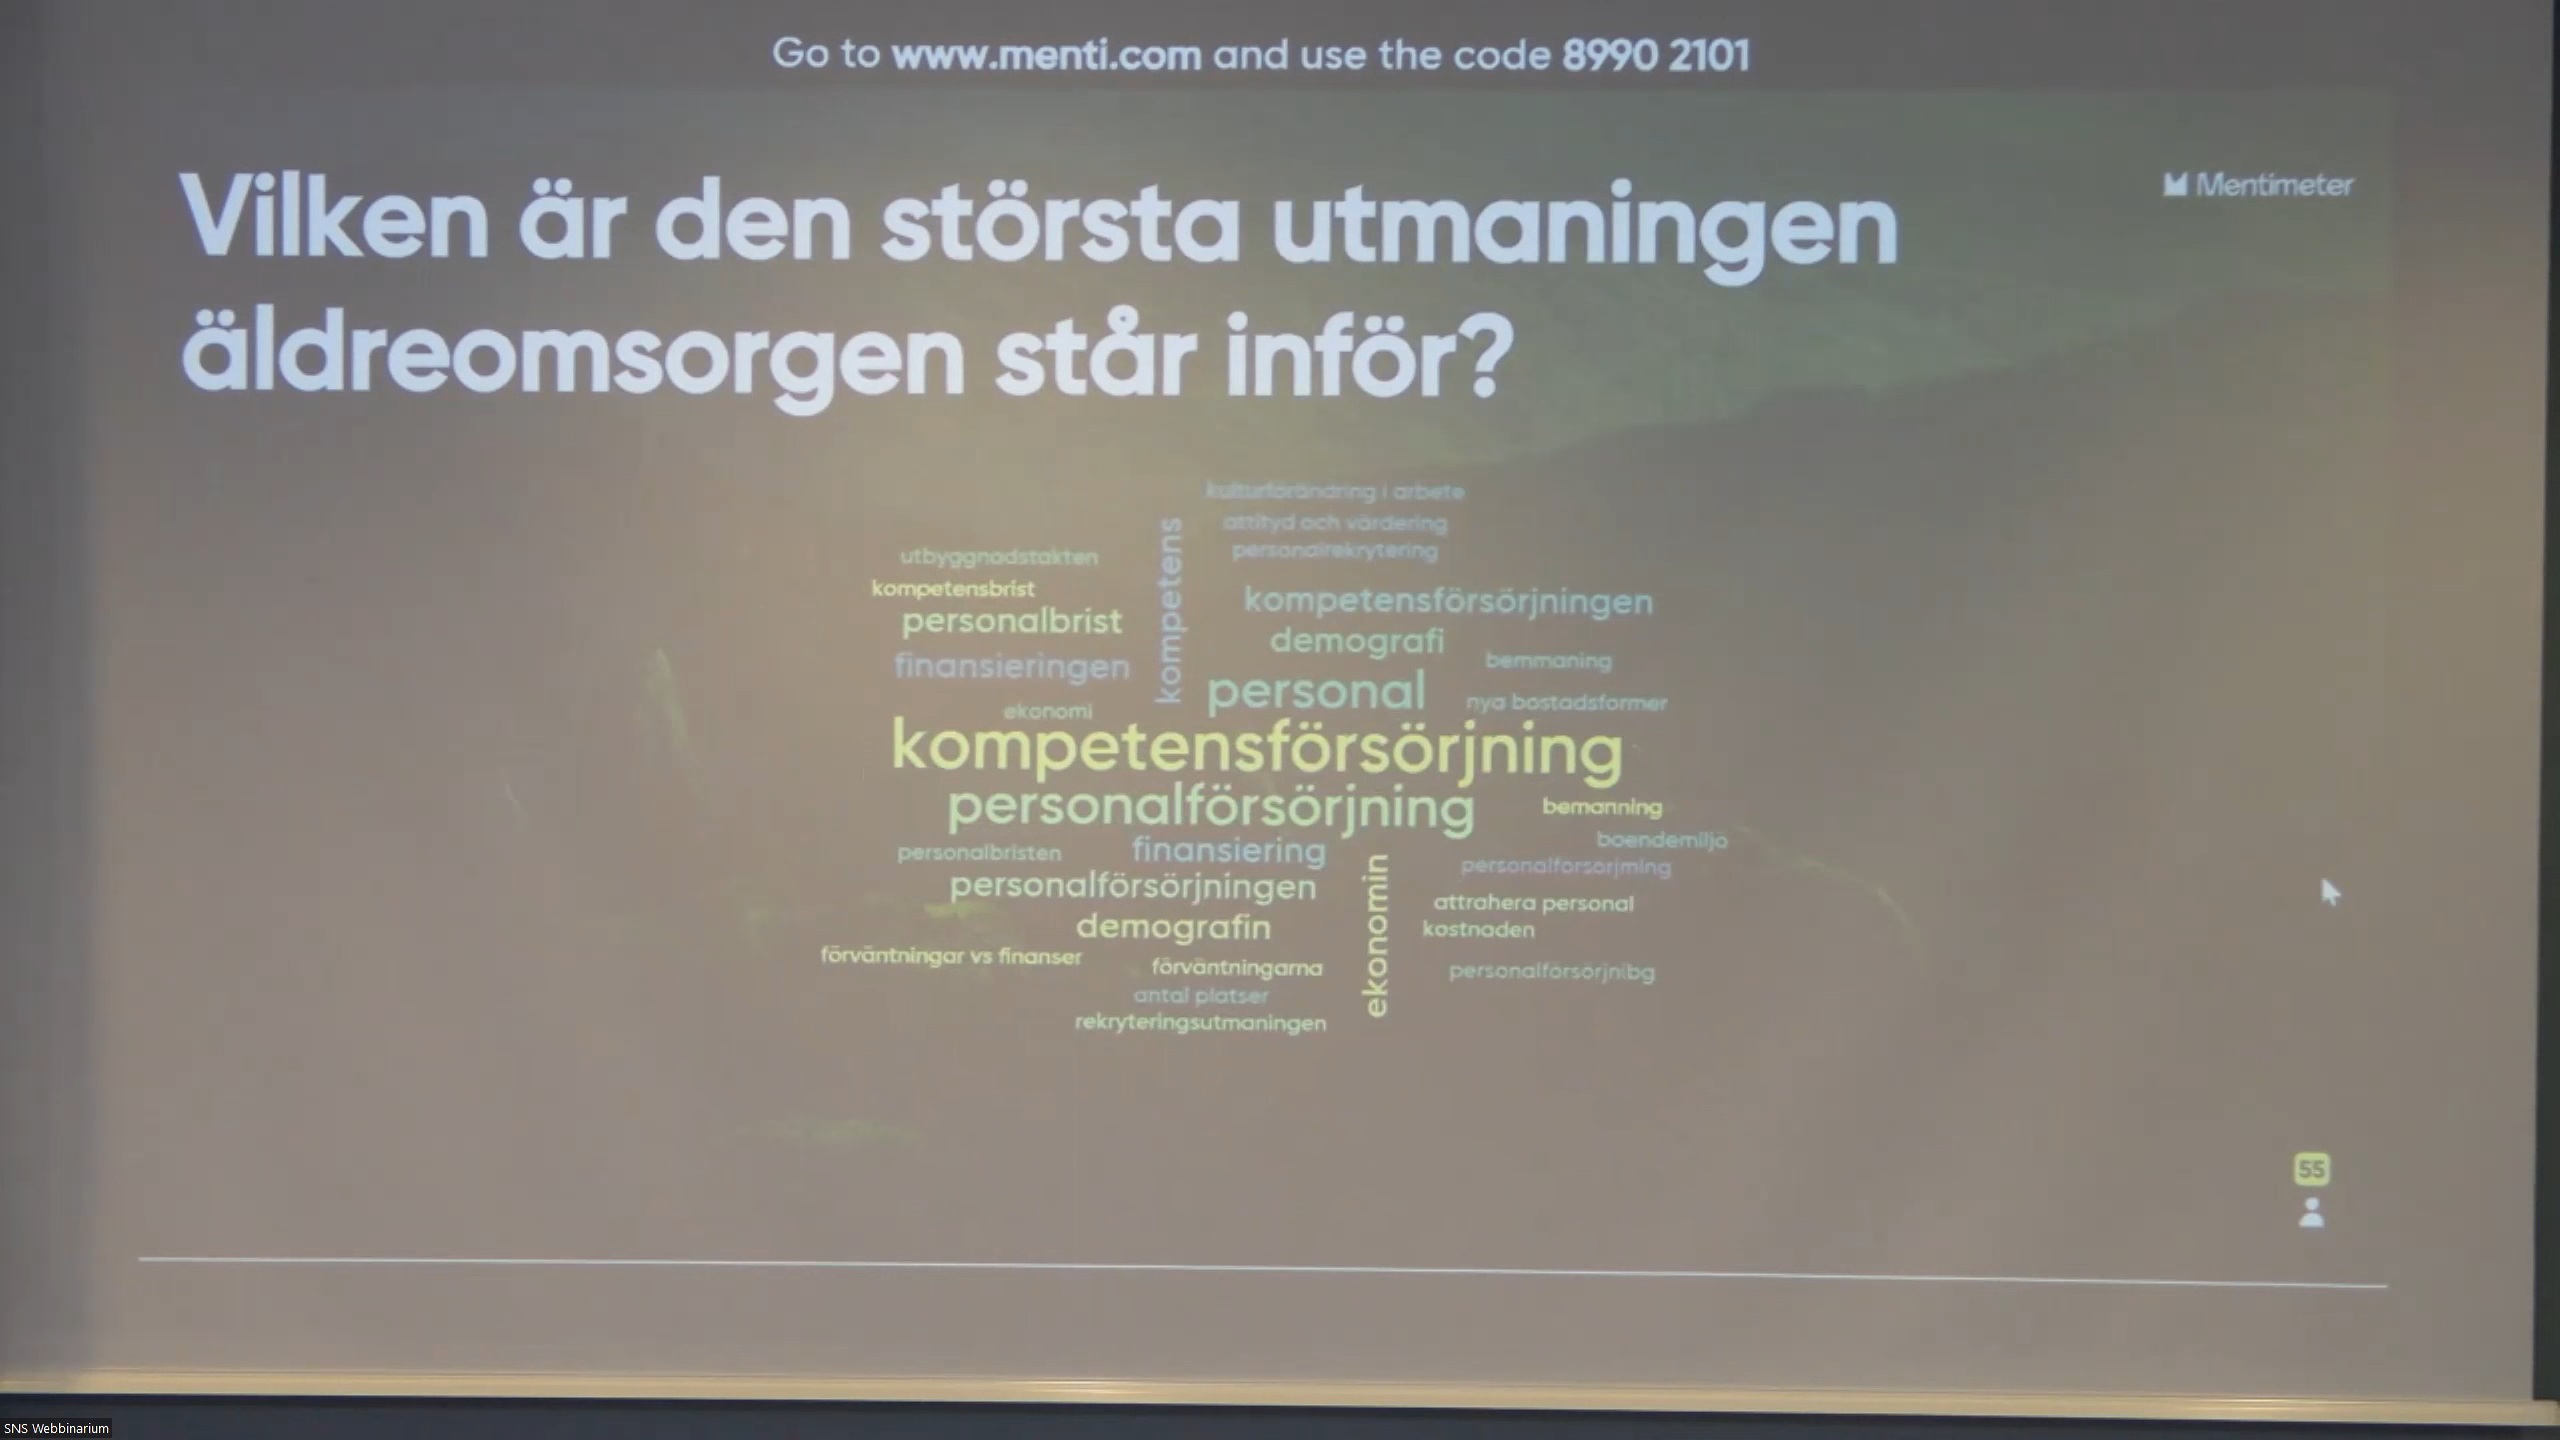 Go to www.menti.com and use the code 8990 2101
Mentimeter
Vilken är den största utmaningen
äldreomsorgen står inför?
kulturförändring i arbete
attityd och värdering
personalrekrytering
utbyggnadstakten
kompetensbrist
kompetens
kompetensförsörjningen
personalbrist
demografi
finansieringen
bemmaning
personal
nya bostadsformer
ekonomi
kompetensförsörjning
personalförsörjning
bemanning
boendemiljö
personalbristen
finansiering
personalförsörjming
personalförsörjningen
ekonomin
attrahera personal
demografin
kostnaden
förväntningar vs finanser
förväntningarna
personalförsörjnibg
antal platser
rekryteringsutmaningen
55
SNS Webbinarium